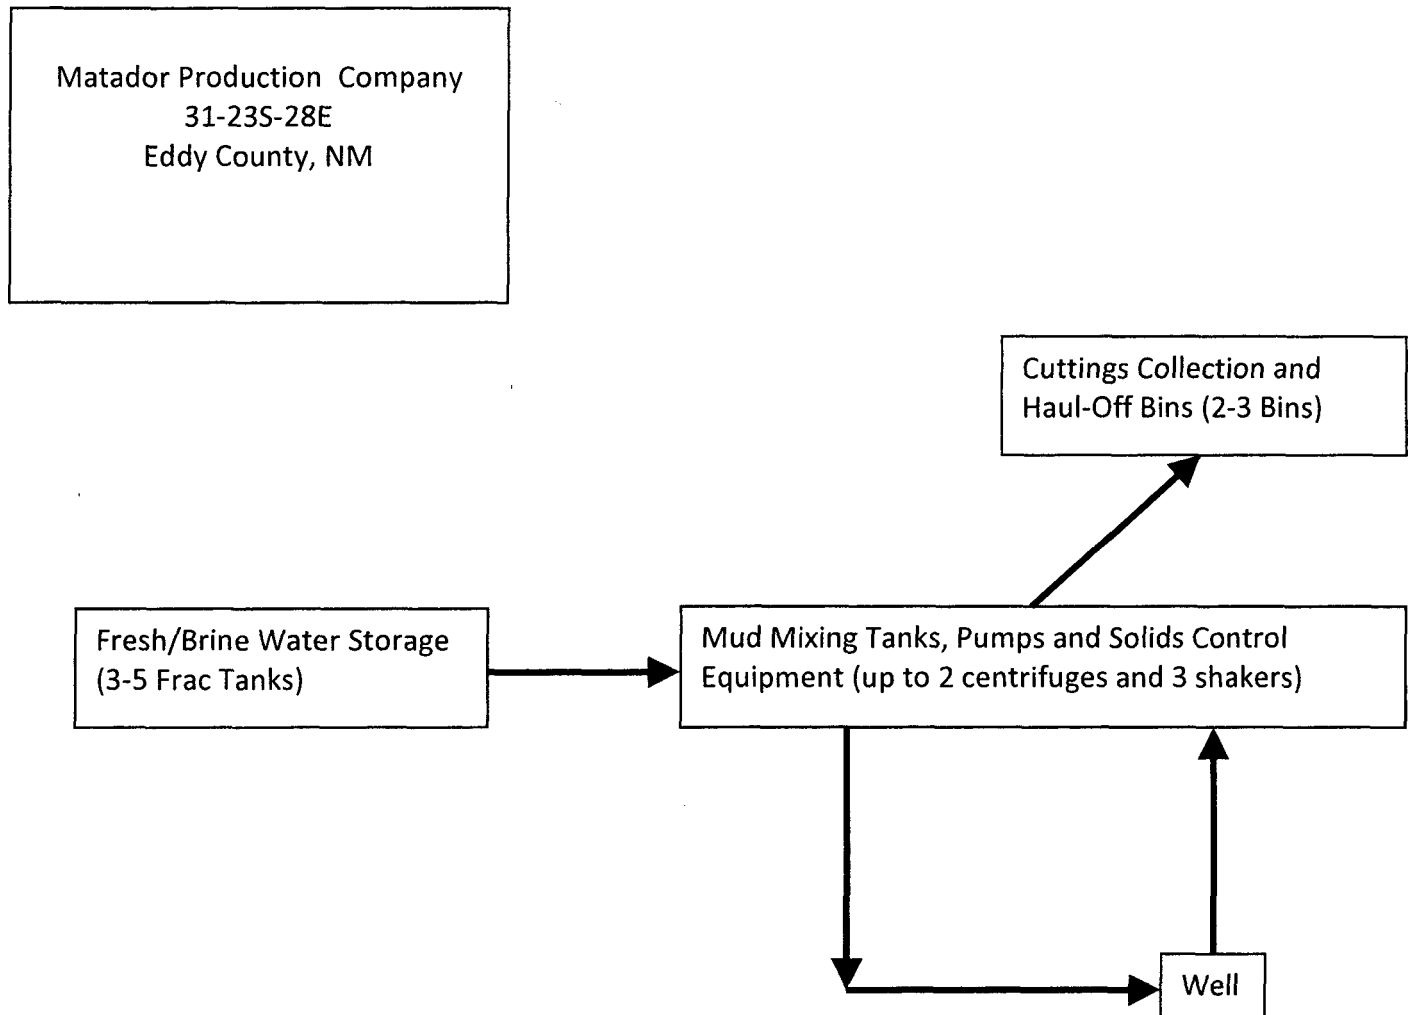 Matador Production Company
31-23S-28E
Eddy County, NM
Cuttings Collection and
Haul-Off Bins (2-3 Bins)
Fresh/Brine Water Storage
(3-5 Frac Tanks)
Mud Mixing Tanks, Pumps and Solids Control
Equipment (up to 2 centrifuges and 3 shakers)
Well